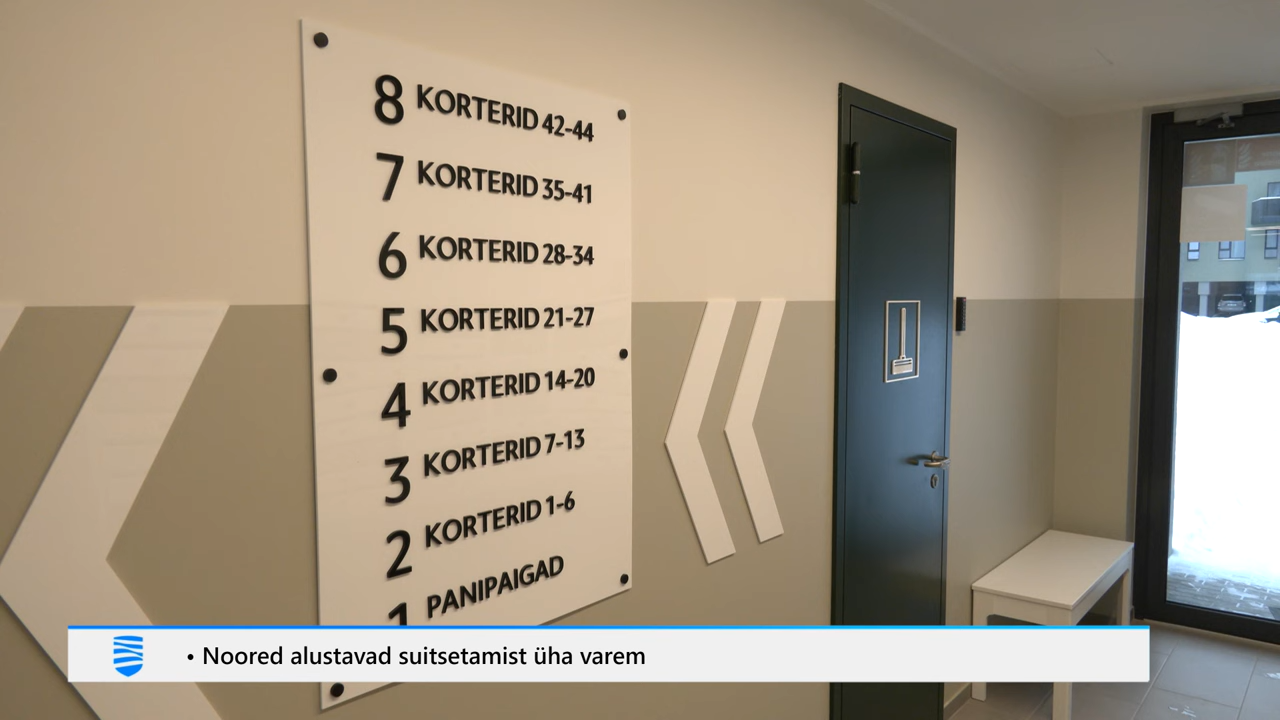 8 KORTERID 42-44
7 KORTERID 35-41
6 KORTERID 28-34
5 KORTERID 21-27
4 KORTERID 14-20
3 KORTERID 7-13
2 KORTERID 1-6
1 PANIPAIGAD
• Noored alustavad suitsetamist üha varem